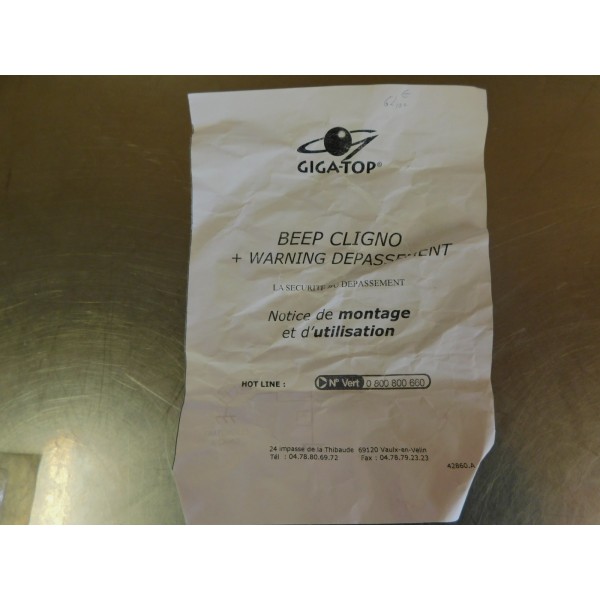 GIGA-TOP®
BEEP CLIGNO
+ WARNING DEPASSEMENT
LA SECURITE DU DEPASSEMENT
Notice de montage
et d'utilisation
HOT LINE : N° Vert 0 800 800 660
24 impasse de la Thibaude 69120 Vaulx-en-Velin
Tél : 04.78.80.69.72 Fax : 04.78.79.23.23
42860.A